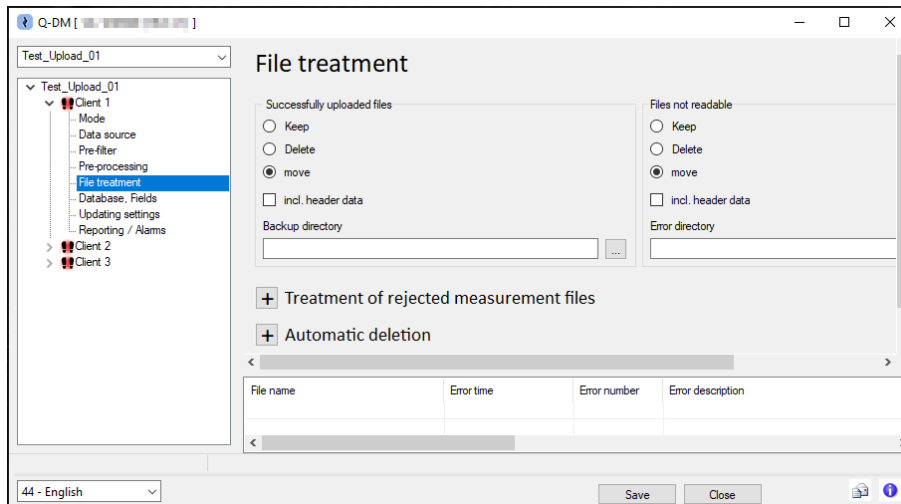 Q-DM [ ]
Test_Upload_01
Test_Upload_01
Client 1
Mode
Data source
Pre-filter
Pre-processing
File treatment
Database, Fields
Updating settings
Reporting / Alarms
Client 2
Client 3
File treatment
Successfully uploaded files
Keep
Delete
move
incl. header data
Backup directory
...
Files not readable
Keep
Delete
move
incl. header data
Error directory
+ Treatment of rejected measurement files
+ Automatic deletion
File name Error time Error number Error description
44 - English
Save Close